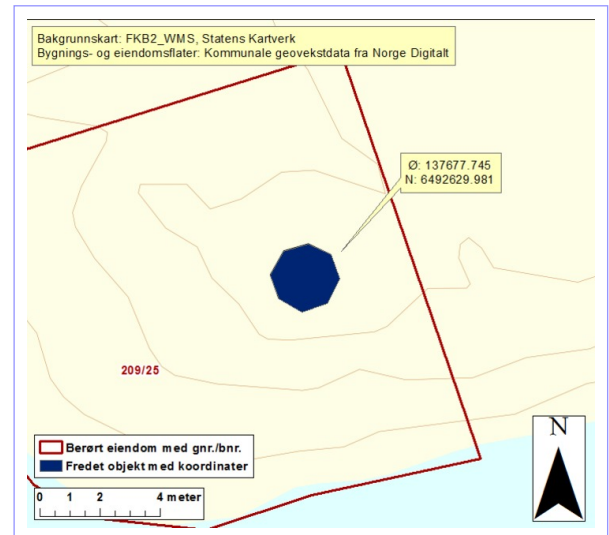 Bakgrunnskart: FKB2_WMS, Statens Kartverk
Bygnings- og eiendomsflater: Kommunale geovekstdata fra Norge Digitalt
Ø: 137677.745
N: 6492629.981
209/25
Berørt eiendom med gnr./bnr.
Fredet objekt med koordinater
0 1 2 4 meter
N